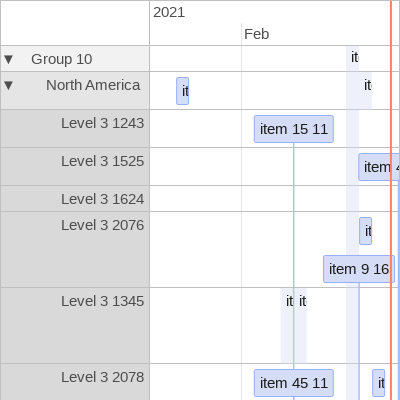 2021
Feb
▼ Group 10 it
▼ North America it it
Level 3 1243 item 15 11
Level 3 1525 item
Level 3 1624
Level 3 2076 it
item 9 16
Level 3 1345 it it
Level 3 2078 item 45 11 it